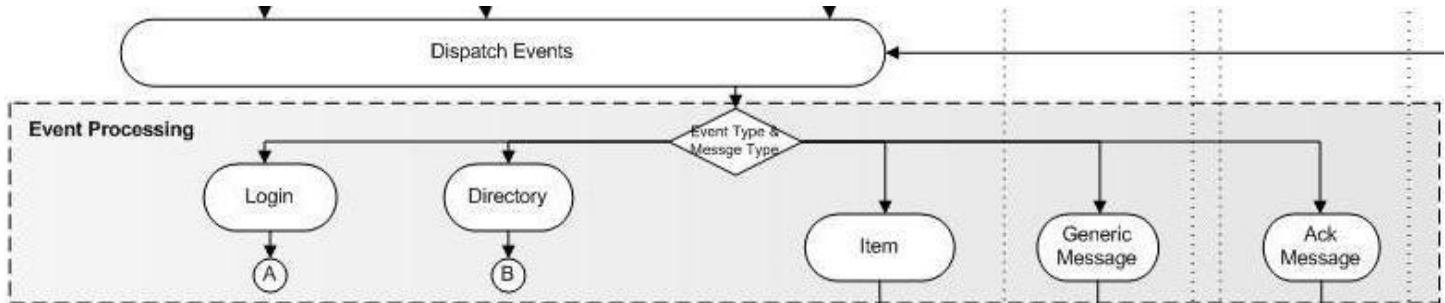 Dispatch Events
Event Processing
Event Type &
Messge Type
Login
Directory
Item
Generic
Message
Ack
Message
A
B